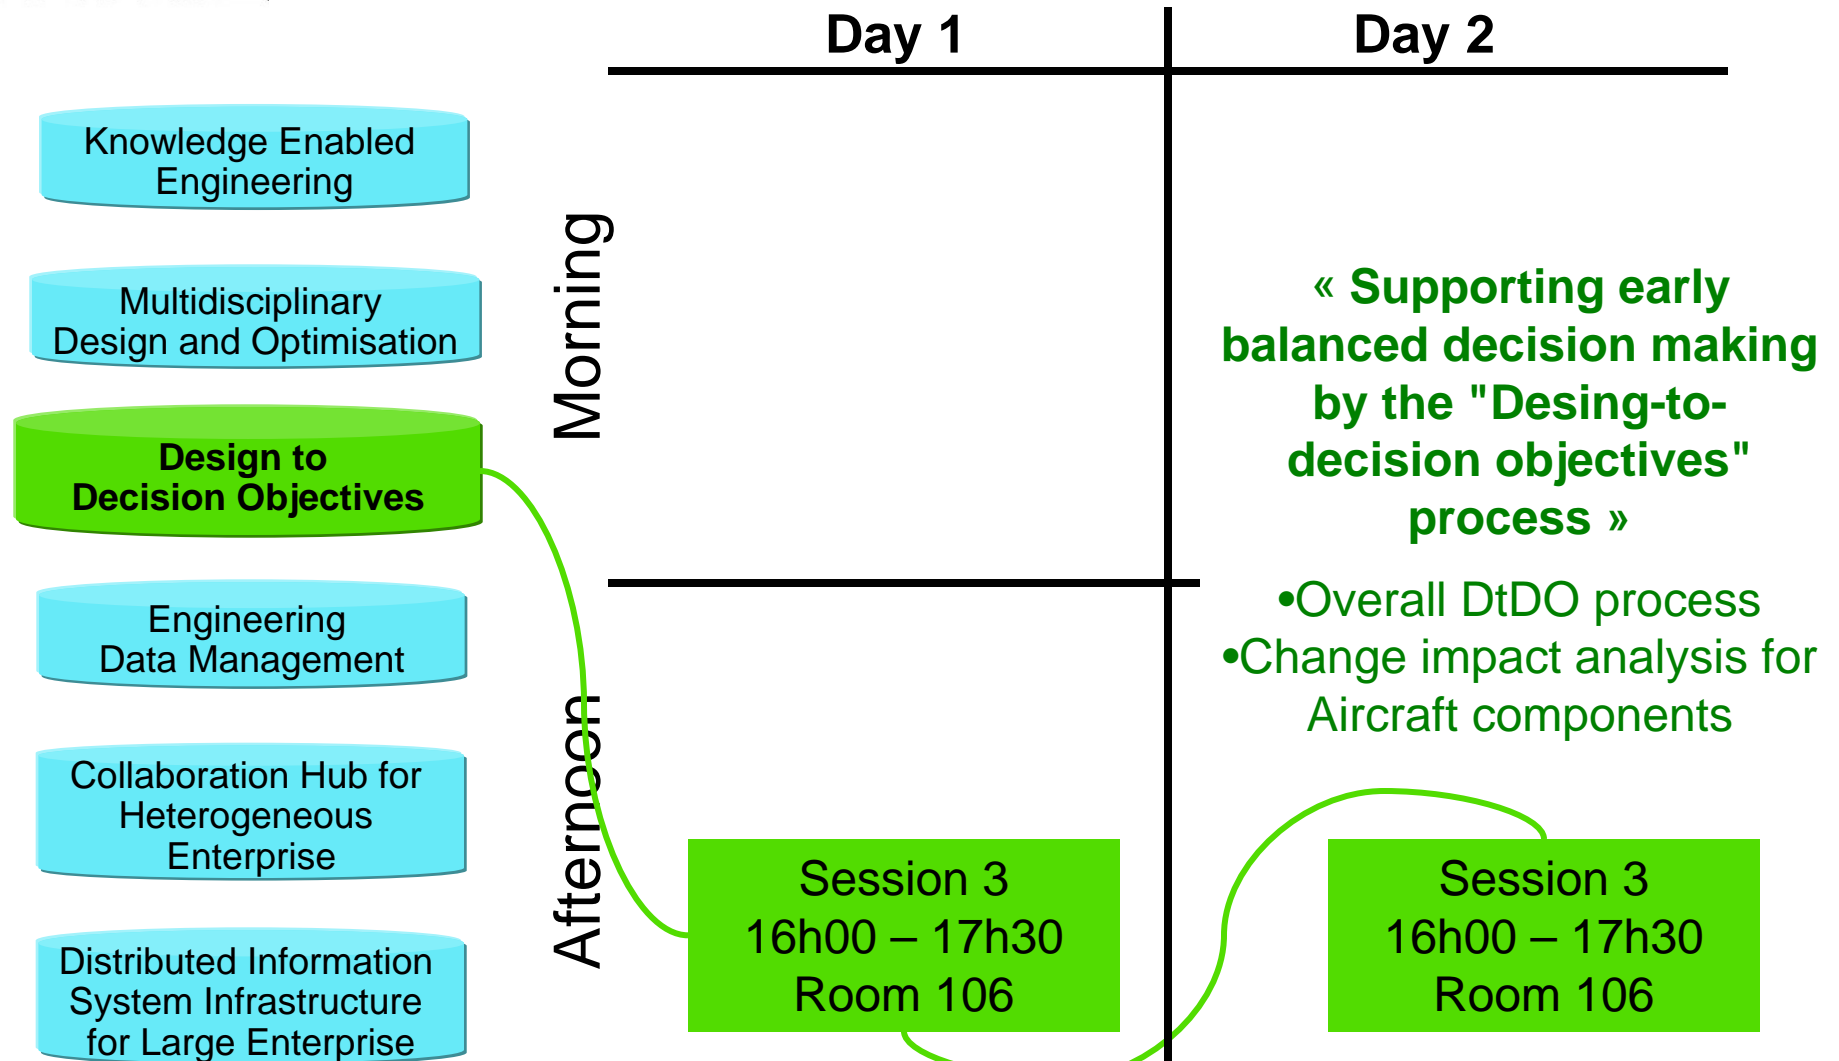 Day 1
Day 2
Knowledge Enabled
Engineering
Multidisciplinary
Design and Optimisation
Design to
Decision Objectives
Engineering
Data Management
Collaboration Hub for
Heterogeneous
Enterprise
Distributed Information
System Infrastructure
for Large Enterprise
Morning
Afternoon
« Supporting early
balanced decision making
by the "Desing-to-
decision objectives"
process »
•Overall DtDO process
•Change impact analysis for
Aircraft components
Session 3
16h00 – 17h30
Room 106
Session 3
16h00 – 17h30
Room 106